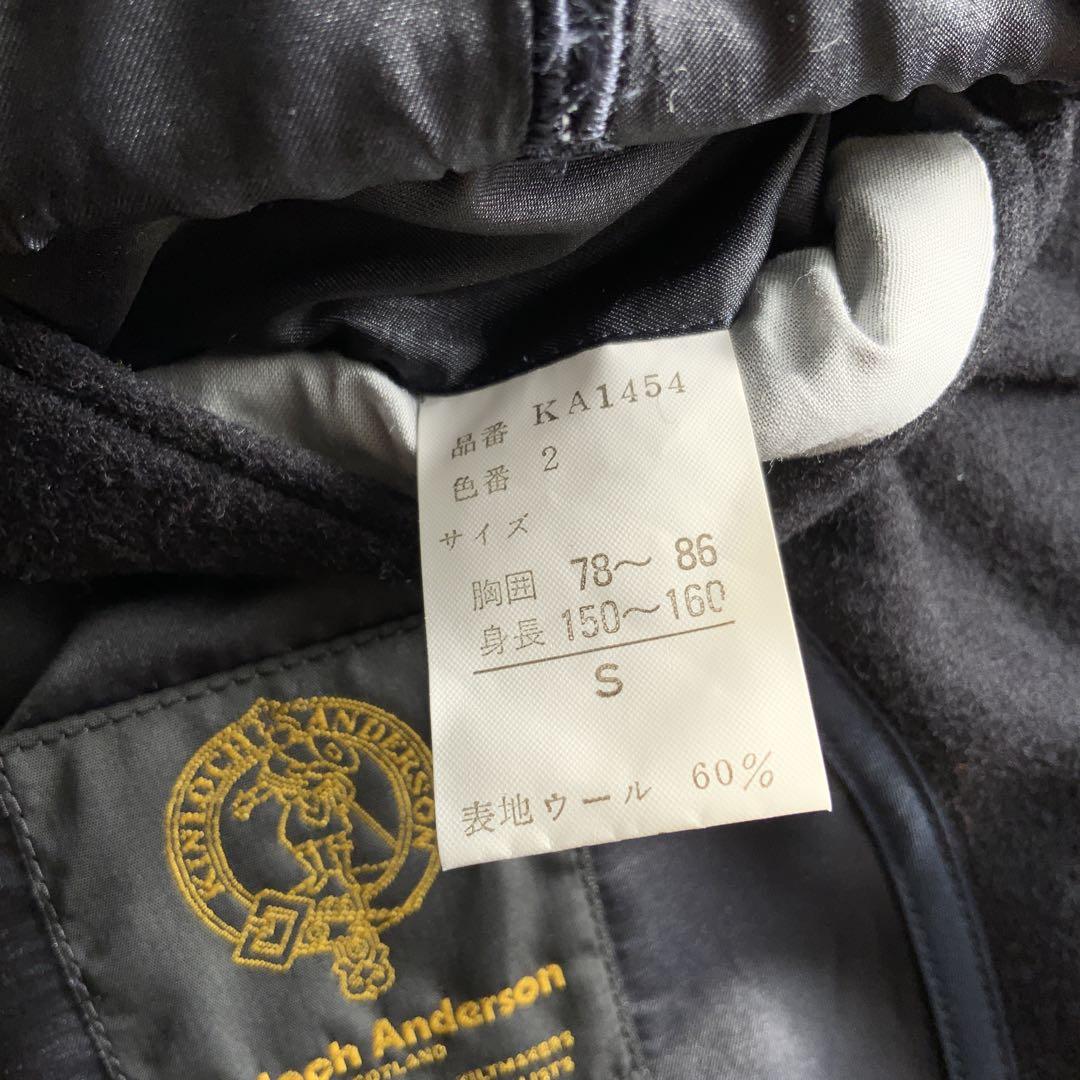 品番 KA1454
色番 2
サイズ
胸囲 78〜 86
身長 150〜160
S
表地ウール 60%
KINLOCH ANDERSON
Anderson